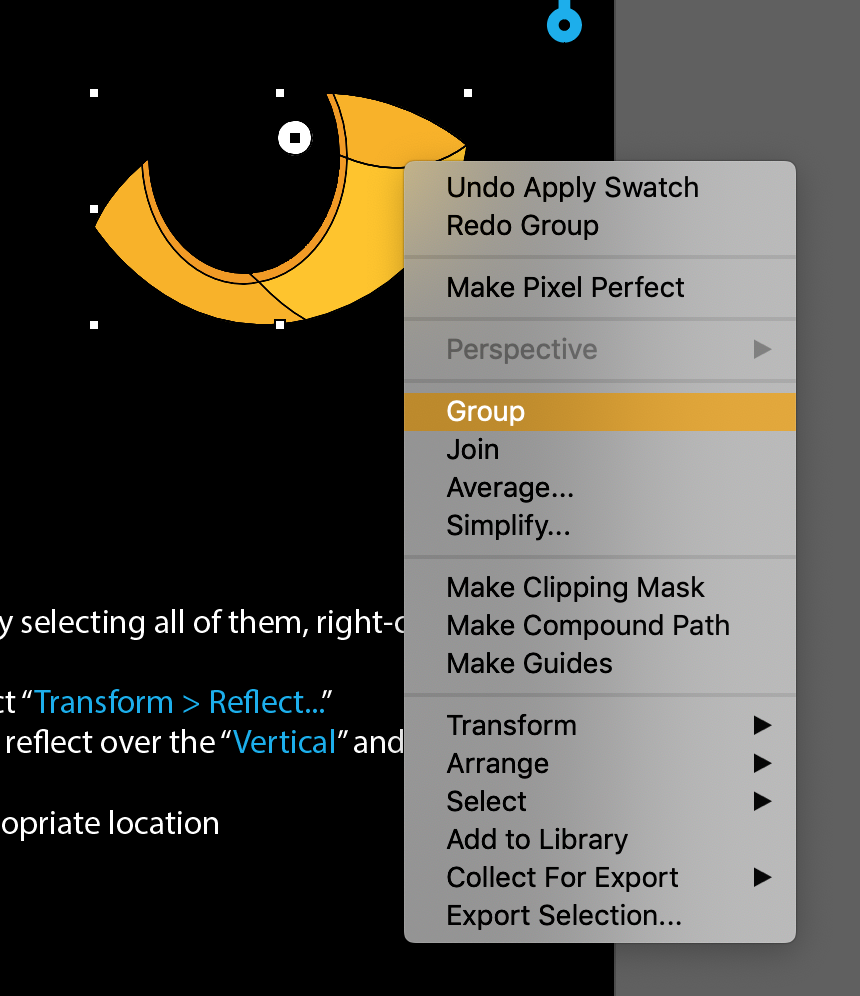 Undo Apply Swatch
Redo Group
Make Pixel Perfect
Perspective
Group
Join
Average...
Simplify...
Make Clipping Mask
Make Compound Path
Make Guides
Transform
Arrange
Select
Add to Library
Collect For Export
Export Selection...
y selecting all of them, right-c
ct “Transform > Reflect...”
reflect over the “Vertical” and
opriate location